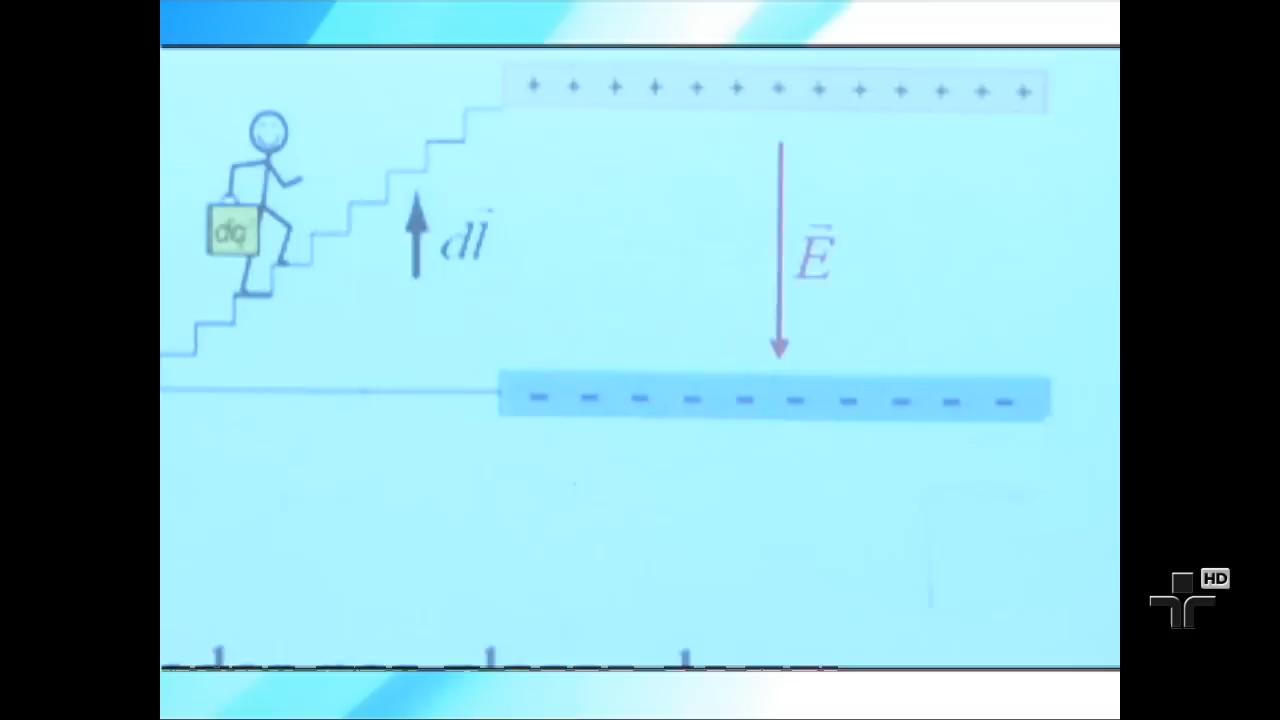 + + + + + + + + + + + + +
dq
dl⃗
E⃗
- - - - - - - - - -
HD